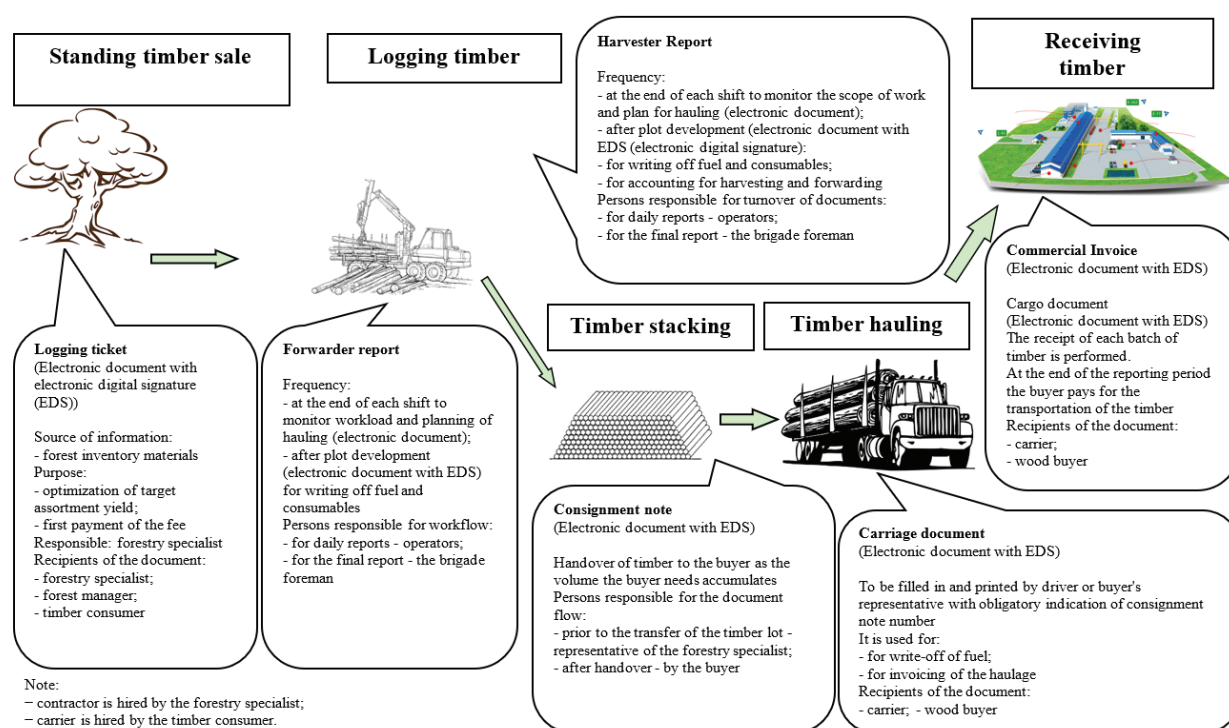 Standing timber sale
Logging timber
Harvester Report
Frequency:
- at the end of each shift to monitor the scope of work
and plan for hauling (electronic document);
- after plot development (electronic document with
EDS (electronic digital signature):
- for writing off fuel and consumables;
- for accounting for harvesting and forwarding
Persons responsible for turnover of documents:
- for daily reports - operators;
- for the final report - the brigade foreman
Receiving
timber
Logging ticket
(Electronic document with
electronic digital signature
(EDS))
Source of information:
- forest inventory materials
Purpose:
- optimization of target
assortment yield;
- first payment of the fee
Responsible: forestry specialist
Recipients of the document:
- forestry specialist;
- forest manager;
- timber consumer
Forwarder report
Frequency:
- at the end of each shift to
monitor workload and planning of
hauling (electronic document);
- after plot development
(electronic document with EDS)
for writing off fuel and
consumables
Persons responsible for workflow:
- for daily reports - operators;
- for the final report - the brigade
foreman
Timber stacking
Timber hauling
Consignment note
(Electronic document with EDS)
Handover of timber to the buyer as the
volume the buyer needs accumulates
Persons responsible for the document
flow:
- prior to the transfer of the timber lot -
representative of the forestry specialist;
- after handover - by the buyer
Commercial Invoice
(Electronic document with EDS)
Cargo document
(Electronic document with EDS)
The receipt of each batch of
timber is performed.
At the end of the reporting period
the buyer pays for the
transportation of the timber
Recipients of the document:
- carrier;
- wood buyer
Carriage document
(Electronic document with EDS)
To be filled in and printed by driver or buyer's
representative with obligatory indication of consignment
note number
It is used for:
- for write-off of fuel;
- for invoicing of the haulage
Recipients of the document:
- carrier; - wood buyer
Note:
− contractor is hired by the forestry specialist;
− carrier is hired by the timber consumer.